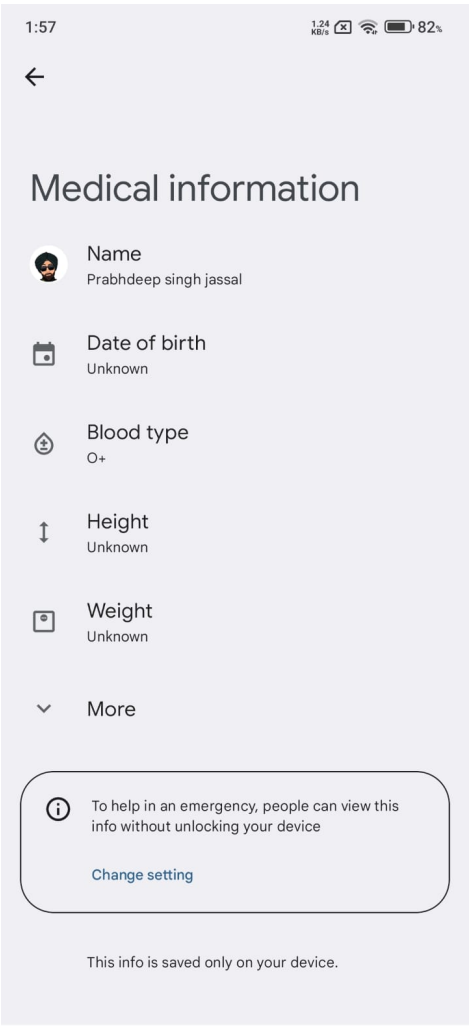 1:57
1.24 KB/s 82%
Medical information
Name
Prabhdeep singh jassal
Date of birth
Unknown
Blood type
O+
Height
Unknown
Weight
Unknown
More
To help in an emergency, people can view this
info without unlocking your device
Change setting
This info is saved only on your device.